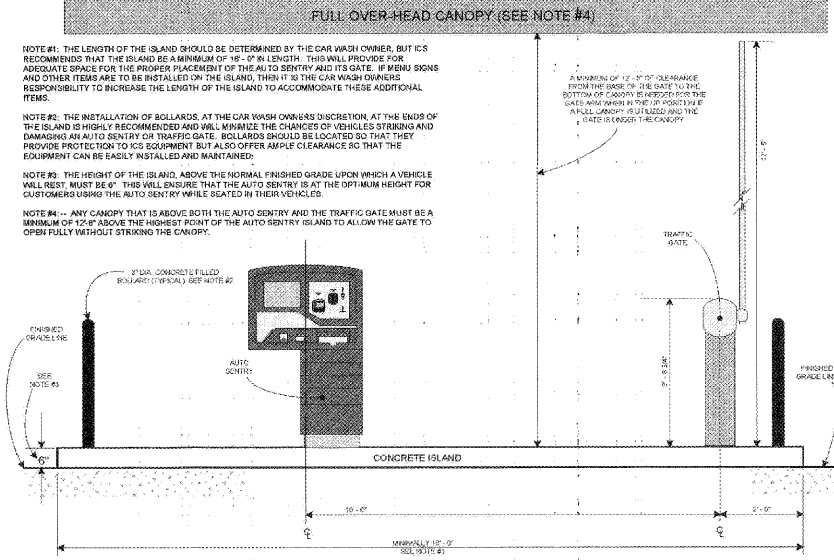 FULL OVER-HEAD CANOPY (SEE NOTE #4)
NOTE #1: THE LENGTH OF THE ISLAND SHOULD BE DETERMINED BY THE CAR WASH OWNER, BUT ICS
RECOMMENDS THAT THE ISLAND BE A MINIMUM OF 16'- 0" IN LENGTH. THIS WILL PROVIDE FOR
ADEQUATE SPACE FOR THE PROPER PLACEMENT OF THE AUTO SENTRY AND ITS GATE. IF MENU SIGNS
AND OTHER ITEMS ARE TO BE INSTALLED ON THE ISLAND, THEN IT IS THE CAR WASH OWNERS
RESPONSIBILITY TO INCREASE THE LENGTH OF THE ISLAND TO ACCOMMODATE THESE ADDITIONAL
ITEMS.
NOTE #2: THE INSTALLATION OF BOLLARDS, AT THE CAR WASH OWNERS DISCRETION, AT THE ENDS OF
THE ISLAND IS HIGHLY RECOMMENDED AND WILL MINIMIZE THE CHANCES OF VEHICLES STRIKING AND
DAMAGING AN AUTO SENTRY OR TRAFFIC GATE. BOLLARDS SHOULD BE LOCATED SO THAT THEY
PROVIDE PROTECTION TO ICS EQUIPMENT BUT ALSO OFFER AMPLE CLEARANCE SO THAT THE
EQUIPMENT CAN BE EASILY INSTALLED AND MAINTAINED.
NOTE #3: THE HEIGHT OF THE ISLAND, ABOVE THE NORMAL FINISHED GRADE UPON WHICH A VEHICLE
WILL REST, MUST BE 6". THIS WILL ENSURE THAT THE AUTO SENTRY IS AT THE OPTIMUM HEIGHT FOR
CUSTOMERS USING THE AUTO SENTRY WHILE SEATED IN THEIR VEHICLES.
NOTE #4: -- ANY CANOPY THAT IS ABOVE BOTH THE AUTO SENTRY AND THE TRAFFIC GATE MUST BE A
MINIMUM OF 12'-8" ABOVE THE HIGHEST POINT OF THE AUTO SENTRY ISLAND TO ALLOW THE GATE TO
OPEN FULLY WITHOUT STRIKING THE CANOPY.
FROM THE BASE OF THE GATE TO THE
BOTTOM OF CANOPY IS NEEDED FOR THE
GATE ARM WHEN IN THE UP POSITION IF
A FULL CANOPY IS UTILIZED AND THE
GATE IS UNDER THE CANOPY
TRAFFIC
GATE
DIA. CONCRETE FILLED
BOLLARD (TYPICAL) SEE NOTE #2
FINISHED
GRADE LINE
SEE
NOTE #3
AUTO
SENTRY
FINISHED
GRADE LINE
6"
CONCRETE ISLAND
10'- 0"
2'- 0"
MINIMALLY 16'- 0"
SEE NOTE #1